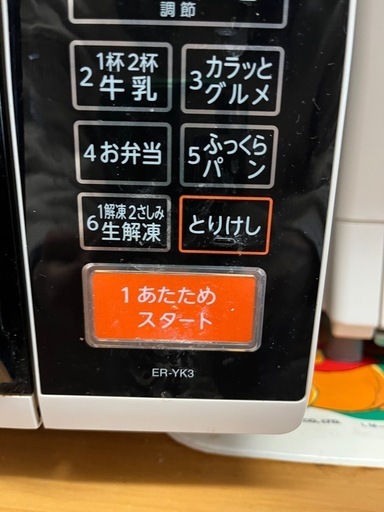 調節
1杯2杯
2牛乳
3カラッと
グルメ
4お弁当
5ふっくら
パン
1解凍2さしみ
6生解凍
とりけし
1あたため
スタート
ER-YK3